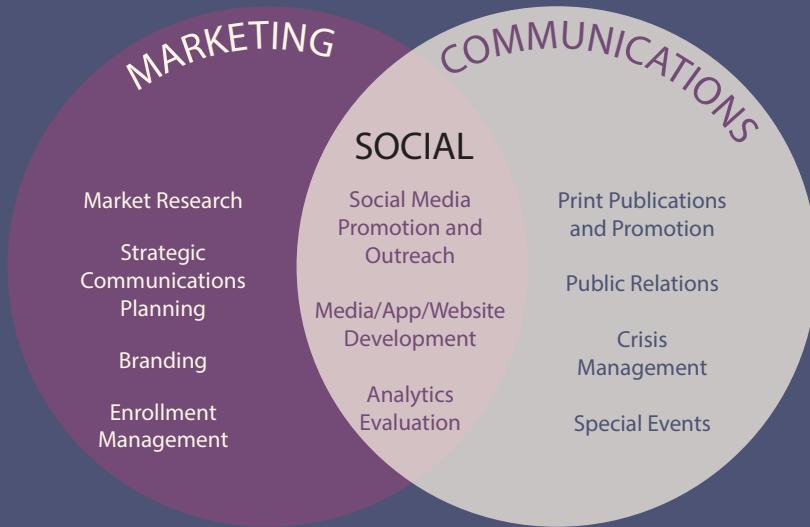 MARKETING
Market Research
Strategic
Communications
Planning
Branding
Enrollment
Management
SOCIAL
Social Media
Promotion and
Outreach
Media/App/Website
Development
Analytics
Evaluation
COMMUNICATIONS
Print Publications
and Promotion
Public Relations
Crisis
Management
Special Events